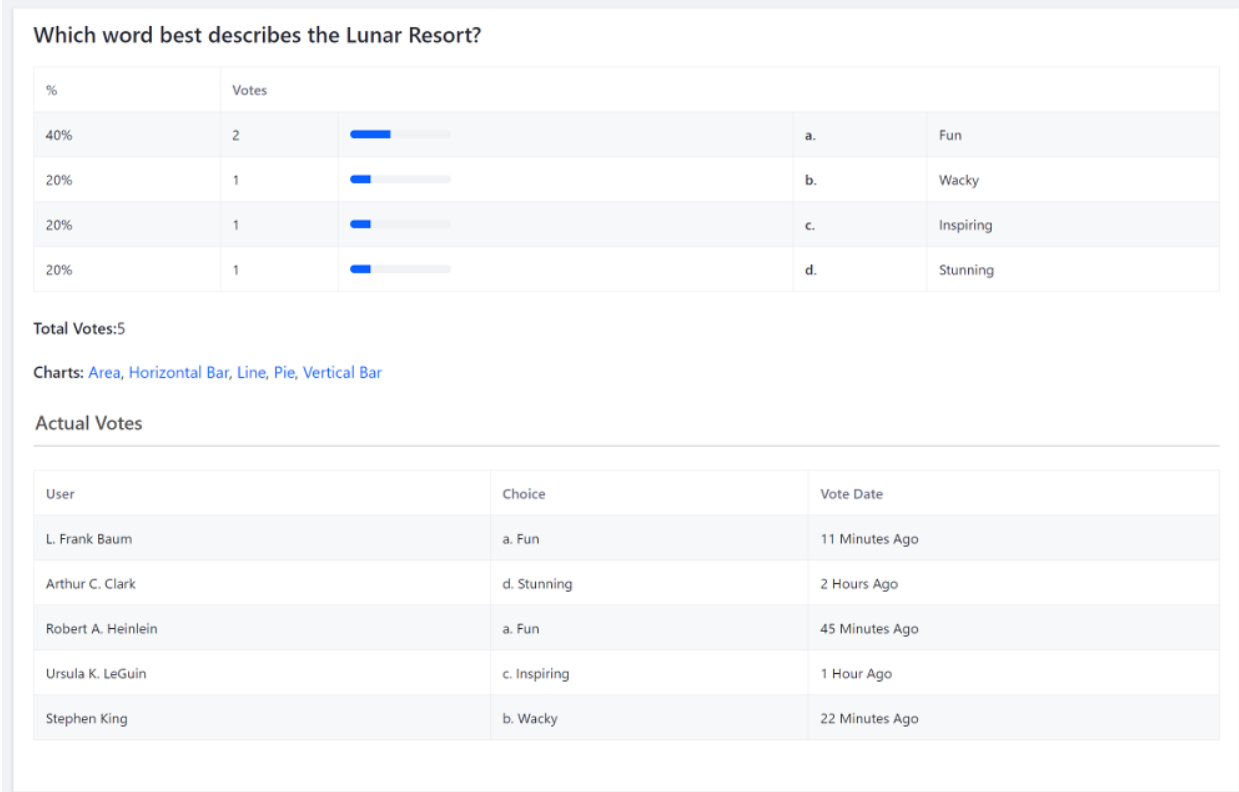 Which word best describes the Lunar Resort?
% Votes
40% 2 a. Fun
20% 1 b. Wacky
20% 1 c. Inspiring
20% 1 d. Stunning
Total Votes:5
Charts: Area, Horizontal Bar, Line, Pie, Vertical Bar
Actual Votes
User Choice Vote Date
L. Frank Baum a. Fun 11 Minutes Ago
Arthur C. Clark d. Stunning 2 Hours Ago
Robert A. Heinlein a. Fun 45 Minutes Ago
Ursula K. LeGuin c. Inspiring 1 Hour Ago
Stephen King b. Wacky 22 Minutes Ago